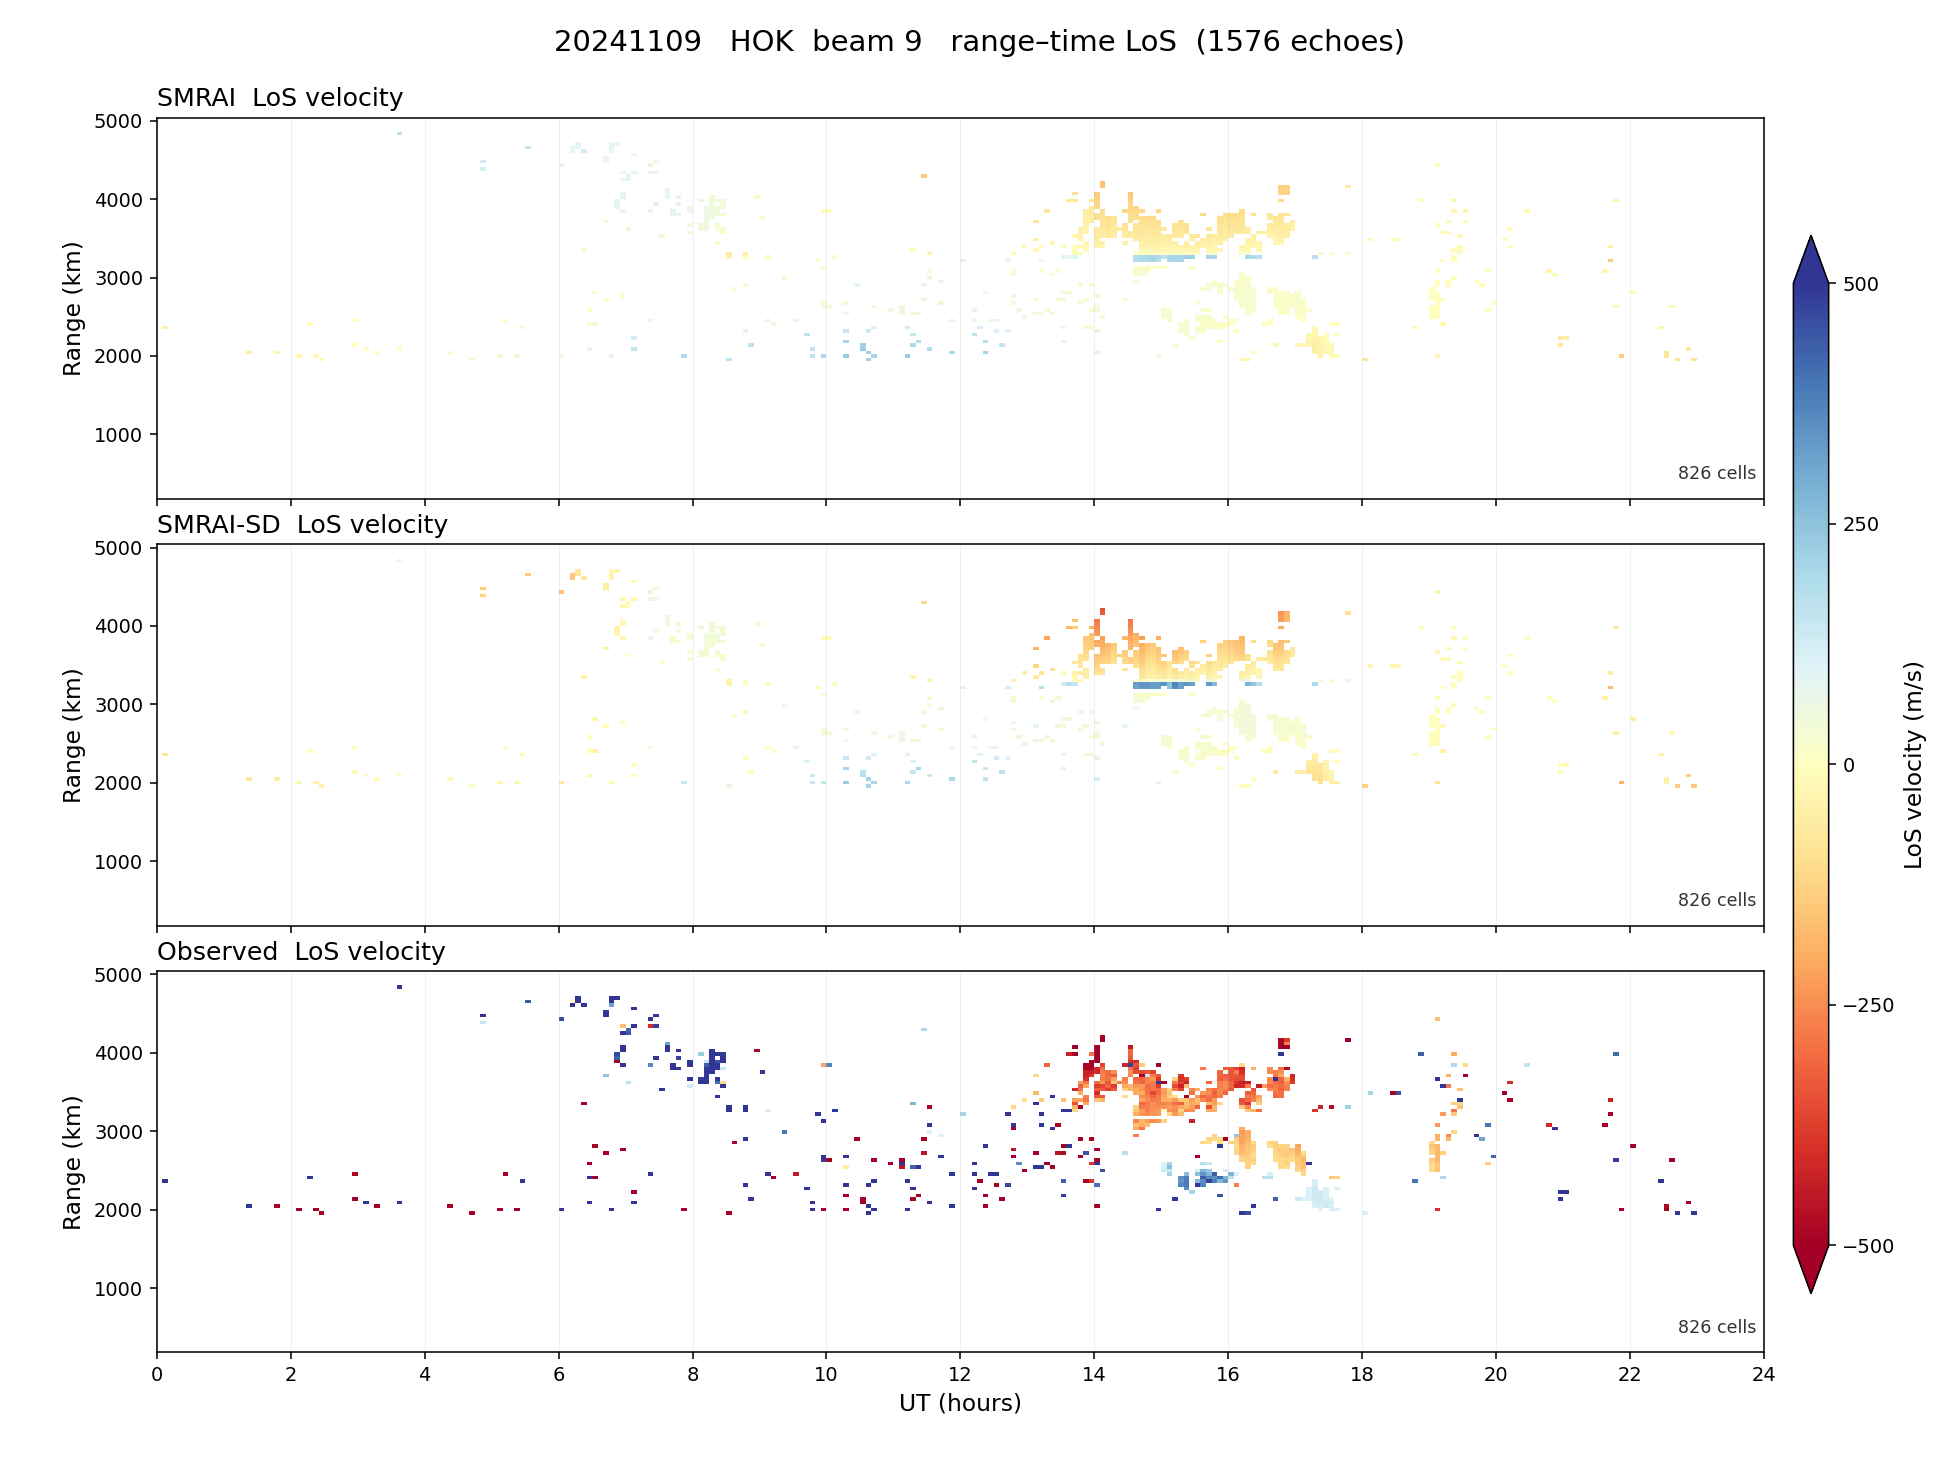 20241109   HOK  beam 9   range–time LoS  (1576 echoes)
SMRAI  LoS velocity
5000
4000
3000
2000
1000
Range (km)
826 cells
SMRAI-SD  LoS velocity
5000
4000
3000
2000
1000
Range (km)
826 cells
Observed  LoS velocity
5000
4000
3000
2000
1000
Range (km)
826 cells
0 2 4 6 8 10 12 14 16 18 20 22 24
UT (hours)
500
250
0
−250
−500
LoS velocity (m/s)